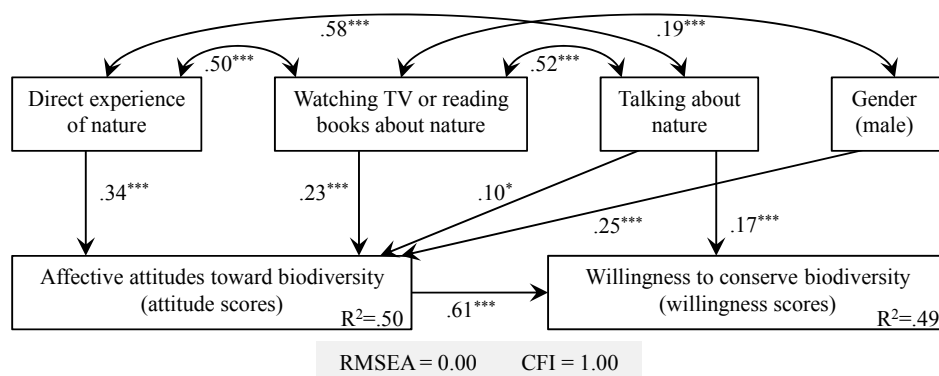 .58***
.19***
.50***
.52***
Direct experience
of nature
Watching TV or reading
books about nature
Talking about
nature
Gender
(male)
.34***
.23***
.10*
.25***
.17***
Affective attitudes toward biodiversity
(attitude scores)
R²=.50
.61***
Willingness to conserve biodiversity
(willingness scores)
R²=.49
RMSEA = 0.00 CFI = 1.00